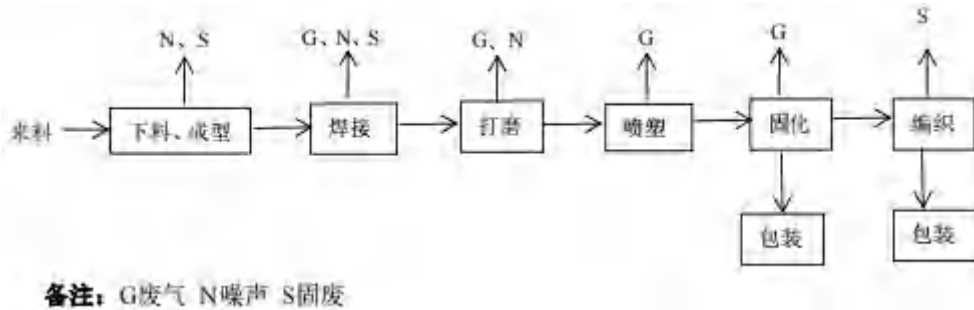 N、S
G、N、S
G、N
G
G
S
来料
下料、成型
焊接
打磨
喷塑
固化
编织
包装
包装
备注：G废气 N噪声 S固废